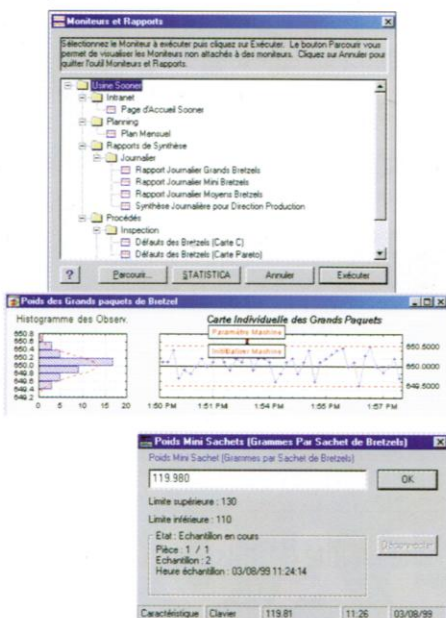 Moniteurs et Rapports
Sélectionnez le Moniteur à exécuter puis cliquez sur Exécuter. Le bouton Parcourir vous
permet de visualiser les Moniteurs non attachés à des moniteurs. Cliquez sur Annuler pour
quitter l'outil Moniteurs et Rapports.
Usine Sooner
Intranet
Page d'Accueil Sooner
Planning
Plan Mensuel
Rapports de Synthèse
Journalier
Rapport Journalier Grands Bretzels
Rapport Journalier Mini Bretzels
Rapport Journalier Moyens Bretzels
Synthèse Journalière pour Direction Production
Procédés
Inspection
Défauts des Bretzels (Carte C)
Défauts des Bretzels (Carte Pareto)
? Parcourir... STATISTICA Annuler Exécuter
Poids des Grands paquets de Bretzel
Histogramme des Observ. Carte Individuelle des Grands Paquets
Paramètre Machine
Initialiser Machine
650.8
650.6
650.4
650.2
650.0
649.8
649.6
649.4
649.2
650.5000
650.0000
649.5000
0 5 10 15 20 1:50 PM 1:51 PM 1:54 PM 1:55 PM 1:57 PM
Poids Mini Sachets (Grammes Par Sachet de Bretzels)
Poids Mini Sachet (Grammes par Sachet de Bretzels)
119.980 OK
Limite supérieure : 130
Limite inférieure : 110
Etat : Echantillon en cours
Pièce : 1 / 1
Echantillon : 2
Heure échantillon : 03/08/99 11:24:14
Déconnecter
Caractéristique Clavier 119.81 11:26 03/08/99